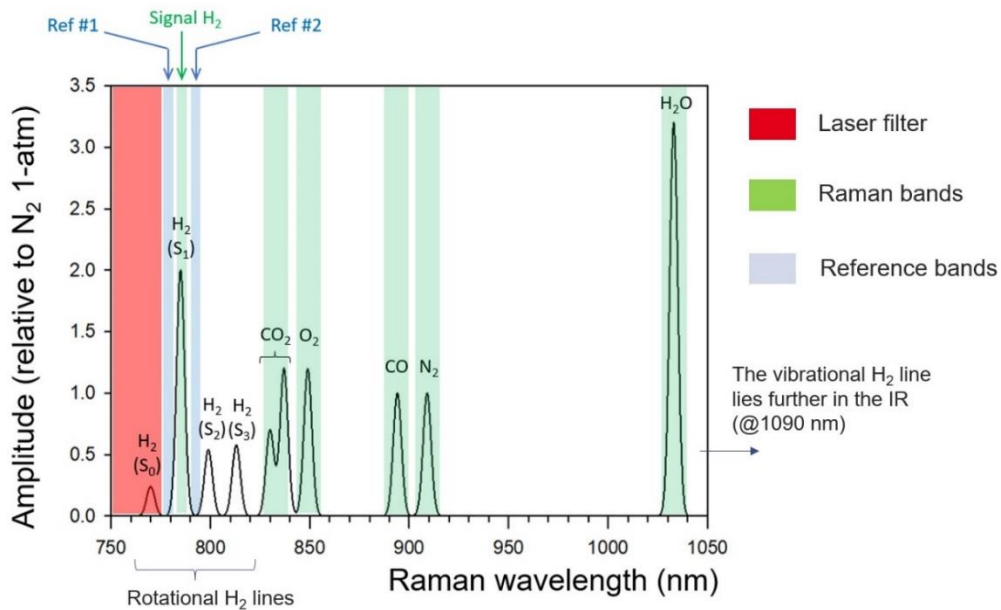 Signal H₂
Ref #1
Ref #2
Amplitude (relative to N₂ 1-atm)
3.5
3.0
2.5
2.0
1.5
1.0
0.5
0.0
H₂
(S₀)
H₂
(S₁)
H₂
(S₂)
H₂
(S₃)
CO₂
O₂
CO
N₂
H₂O
750
800
850
900
950
1000
1050
Raman wavelength (nm)
Rotational H₂ lines
Laser filter
Raman bands
Reference bands
The vibrational H₂ line
lies further in the IR
(@1090 nm)